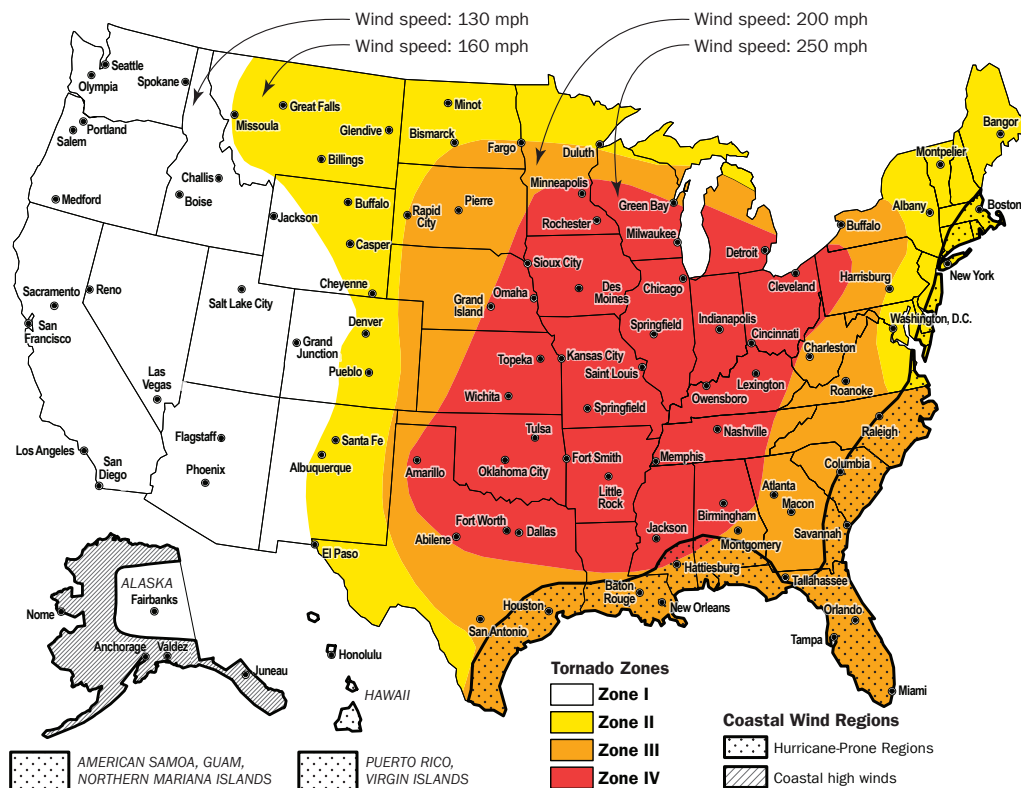 Wind speed: 130 mph
Wind speed: 160 mph
Wind speed: 200 mph
Wind speed: 250 mph
Seattle
Olympia
Spokane
Portland
Salem
Medford
Missoula
Great Falls
Glendive
Billings
Challis
Boise
Jackson
Buffalo
Casper
Cheyenne
Minot
Bismarck
Fargo
Duluth
Minneapolis
Rochester
Pierre
Rapid
City
Green Bay
Milwaukee
Detroit
Bangor
Montpelier
Albany
Boston
Buffalo
New York
Harrisburg
Cleveland
Washington, D.C.
Sacramento
San
Francisco
Reno
Salt Lake City
Las
Vegas
Los Angeles
San
Diego
Grand
Junction
Denver
Pueblo
Flagstaff
Phoenix
Santa Fe
Albuquerque
El Paso
Sioux City
Omaha
Grand
Island
Des
Moines
Chicago
Springfield
Indianapolis
Cincinnati
Charleston
Roanoke
Lexington
Owensboro
Topeka
Kansas City
Saint Louis
Wichita
Springfield
Tulsa
Oklahoma City
Amarillo
Fort Smith
Little
Rock
Memphis
Nashville
Raleigh
Columbia
Atlanta
Macon
Savannah
Birmingham
Montgomery
Jackson
Hattiesburg
Tallahassee
Fort Worth
Dallas
Abilene
Baton
Rouge
New Orleans
Houston
San Antonio
Orlando
Tampa
Miami
ALASKA
Fairbanks
Nome
Anchorage
Valdez
Juneau
Honolulu
HAWAII
AMERICAN SAMOA, GUAM,
NORTHERN MARIANA ISLANDS
PUERTO RICO,
VIRGIN ISLANDS
Tornado Zones
Zone I
Zone II
Zone III
Zone IV
Coastal Wind Regions
Hurricane-Prone Regions
Coastal high winds